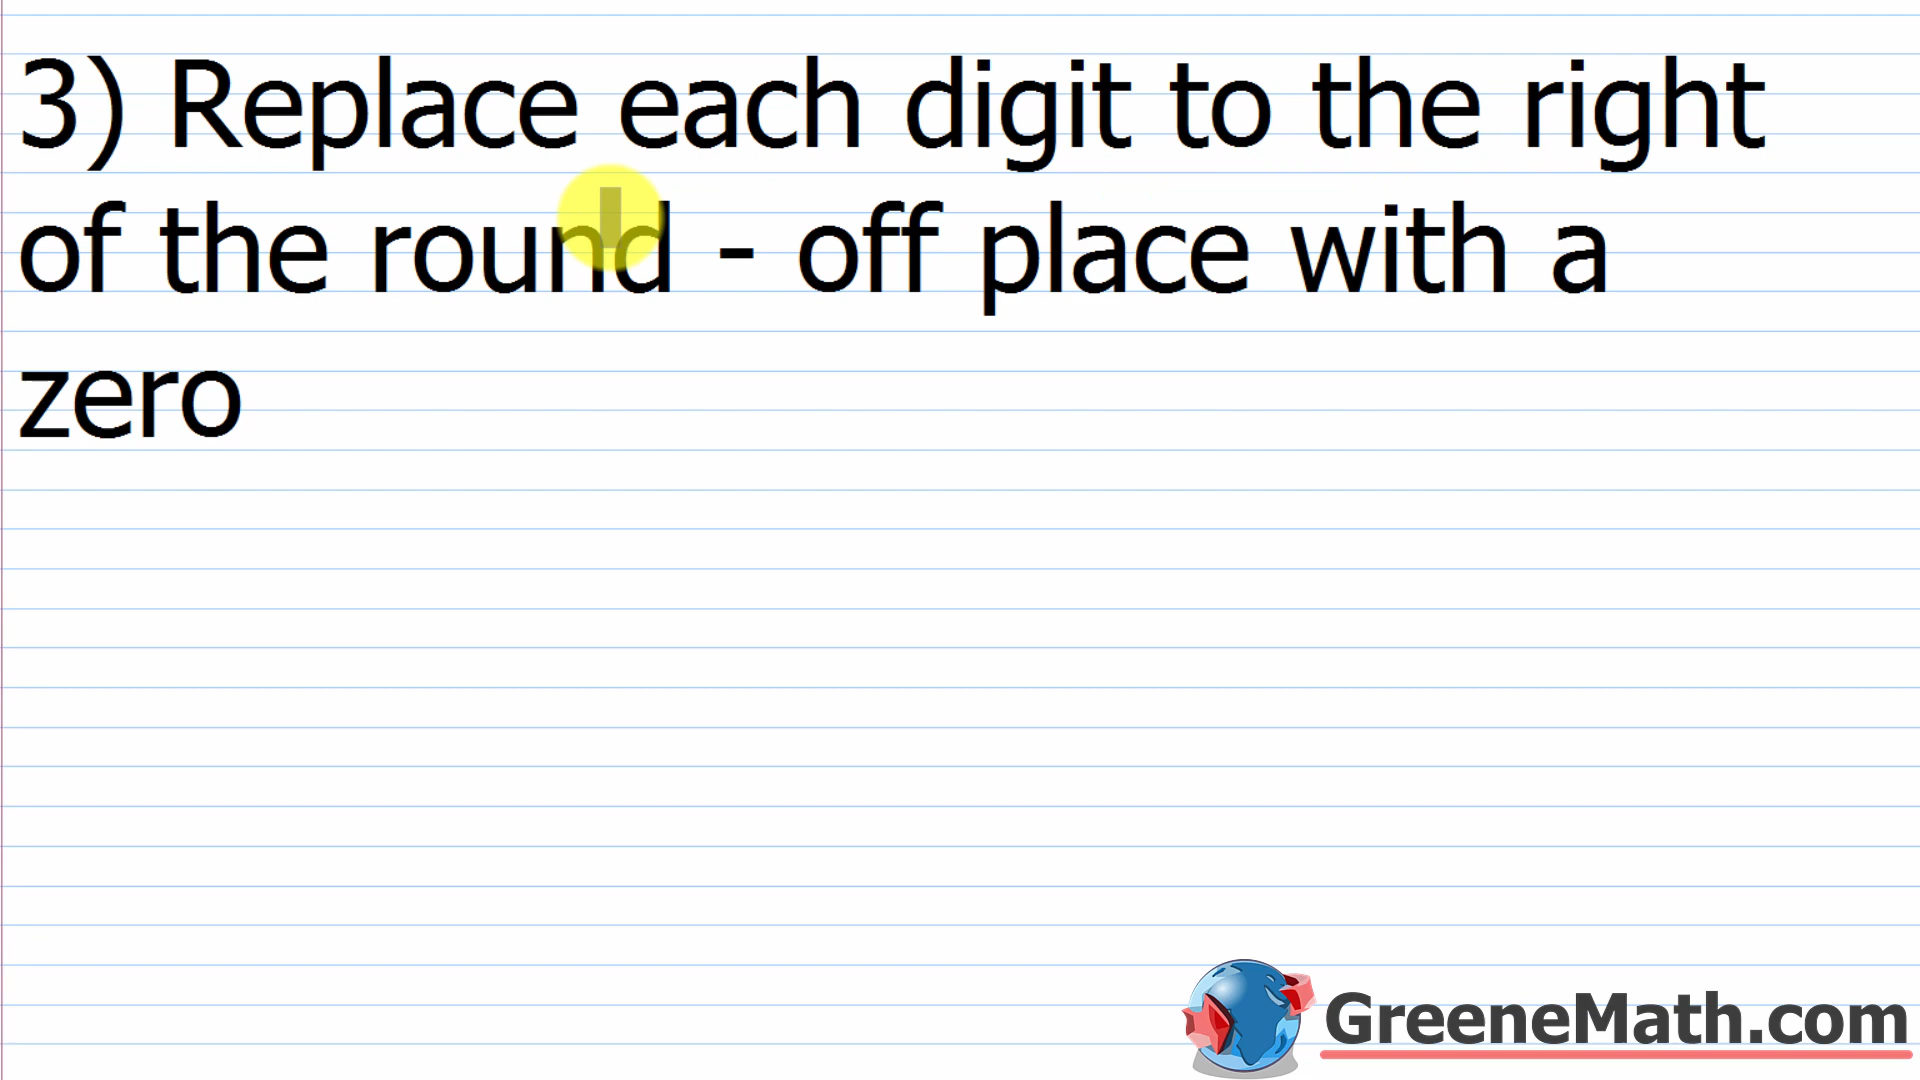 3) Replace each digit to the right
of the round - off place with a
zero
GreeneMath.com